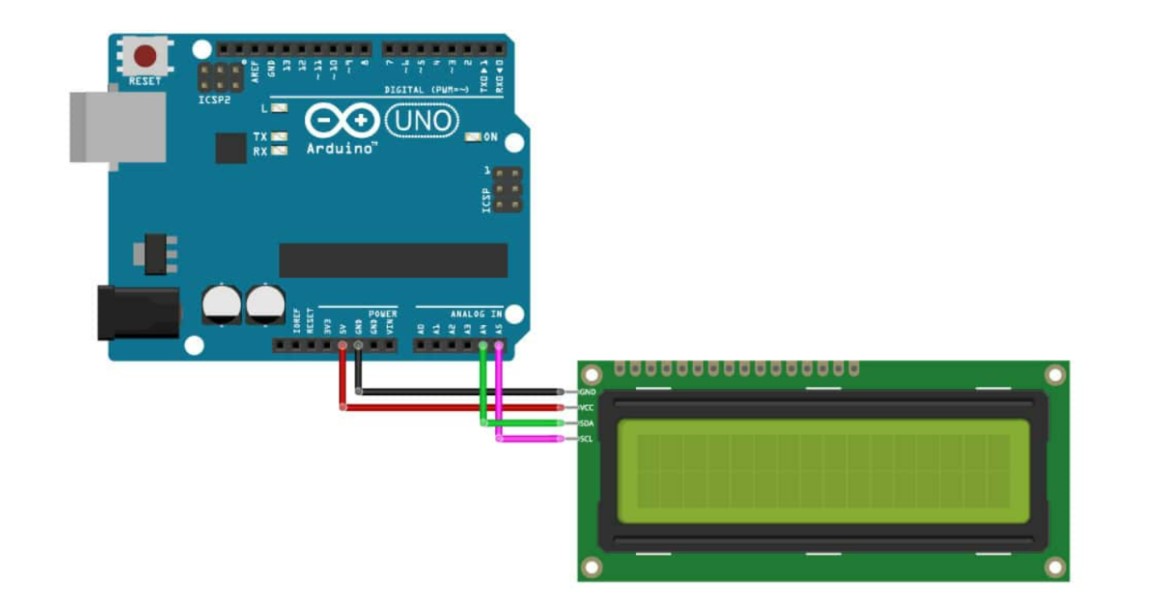 RESET
ICSP2
AREF
GND
13
12
~11
~10
~9
8
7
~6
~5
4
~3
2
TX0▶1
RX0◀0
DIGITAL (PWM=~)
L
TX
RX
UNO
Arduino™
ON
1
ICSP
POWER
ANALOG IN
IOREF
RESET
3V3
5V
GND
GND
VIN
A0
A1
A2
A3
A4
A5
GND
VCC
SDA
SCL